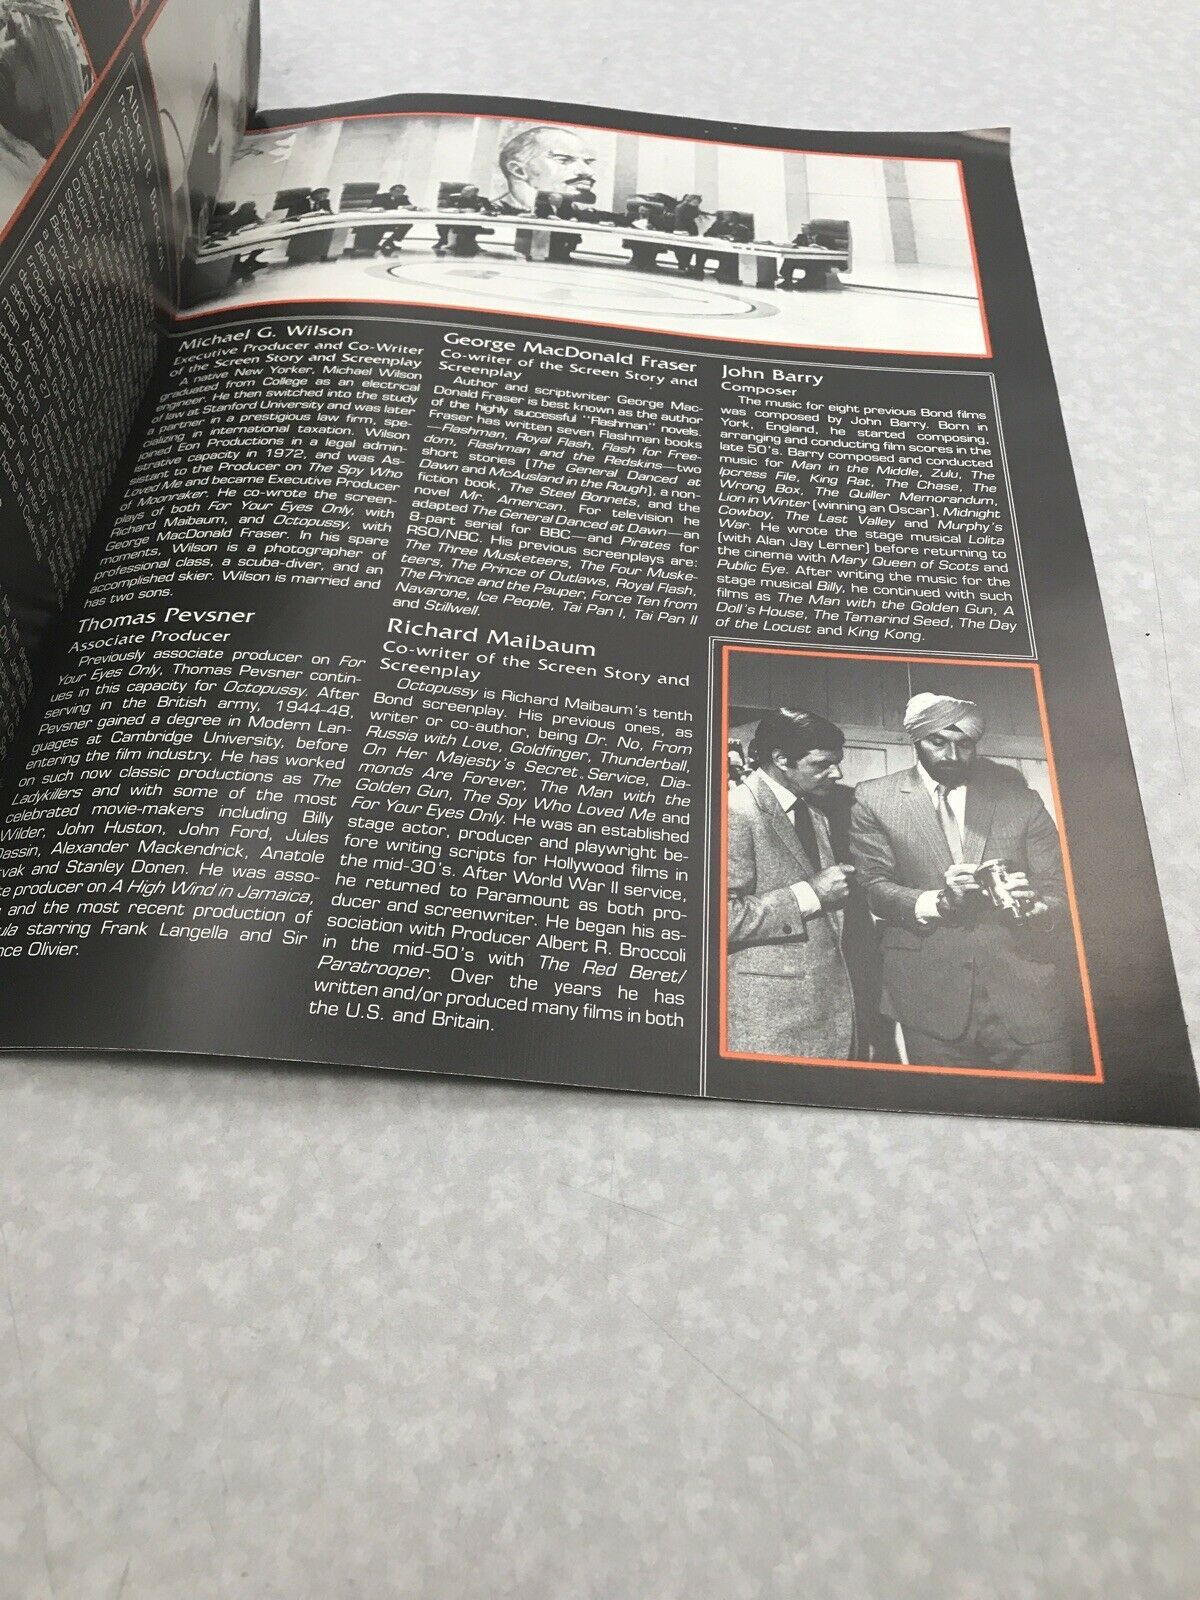 Albert R. Broccoli
Producer
Michael G. Wilson
Executive Producer and Co-Writer
of the Screen Story and Screenplay
A native New Yorker, Michael Wilson
graduated from College as an electrical
engineer. He then switched into the study
of law at Stanford University and was later
a partner in a prestigious law firm, spe-
cializing in international taxation. Wilson
joined Eon Productions in a legal admin-
istrative capacity in 1972, and was As-
sistant to the Producer on The Spy Who
Loved Me and became Executive Producer
of Moonraker. He co-wrote the screen-
plays of both For Your Eyes Only, with
Richard Maibaum, and Octopussy, with
George MacDonald Fraser. In his spare
moments, Wilson is a photographer of
professional class, a scuba-diver, and an
accomplished skier. Wilson is married and
has two sons.
Thomas Pevsner
Associate Producer
Previously associate producer on For
Your Eyes Only, Thomas Pevsner contin-
ues in this capacity for Octopussy. After
serving in the British army, 1944-48,
Pevsner gained a degree in Modern Lan-
guages at Cambridge University, before
entering the film industry. He has worked
on such now classic productions as The
Ladykillers and with some of the most
celebrated movie-makers including Billy
Wilder, John Huston, John Ford, Jules
Dassin, Alexander Mackendrick, Anatole
vak and Stanley Donen. He was asso-
te producer on A High Wind in Jamaica,
and the most recent production of
ula starring Frank Langella and Sir
nce Olivier.
George MacDonald Fraser
Co-writer of the Screen Story and
Screenplay
Author and scriptwriter George Mac-
Donald Fraser is best known as the author
of the highly successful "Flashman" novels.
Fraser has written seven Flashman books
—Flashman, Royal Flash, Flash for Free-
dom, Flashman and the Redskins—two
short stories [The General Danced at
Dawn and McAusland in the Rough], a non-
fiction book, The Steel Bonnets, and the
novel Mr. American. For television he
adapted The General Danced at Dawn—an
8-part serial for BBC—and Pirates for
RSO/NBC. His previous screenplays are:
The Three Musketeers, The Four Muske-
teers, The Prince of Outlaws, Royal Flash,
The Prince and the Pauper, Force Ten from
Navarone, Ice People, Tai Pan I, Tai Pan II
and Stillwell.
Richard Maibaum
Co-writer of the Screen Story and
Screenplay
Octopussy is Richard Maibaum's tenth
Bond screenplay. His previous ones, as
writer or co-author, being Dr. No, From
Russia with Love, Goldfinger, Thunderball,
On Her Majesty's Secret Service, Dia-
monds Are Forever, The Man with the
Golden Gun, The Spy Who Loved Me and
For Your Eyes Only. He was an established
stage actor, producer and playwright be-
fore writing scripts for Hollywood films in
the mid-30's. After World War II service,
he returned to Paramount as both pro-
ducer and screenwriter. He began his as-
sociation with Producer Albert R. Broccoli
in the mid-50's with The Red Beret/
Paratrooper. Over the years he has
written and/or produced many films in both
the U.S. and Britain.
John Barry
Composer
The music for eight previous Bond films
was composed by John Barry. Born in
York, England, he started composing,
arranging and conducting film scores in the
late 50's. Barry composed and conducted
music for Man in the Middle, Zulu, The
Ipcress File, King Rat, The Chase, The
Wrong Box, The Quiller Memorandum,
Lion in Winter [winning an Oscar], Midnight
Cowboy, The Last Valley and Murphy's
War. He wrote the stage musical Lolita
[with Alan Jay Lerner] before returning to
the cinema with Mary Queen of Scots and
Public Eye. After writing the music for the
stage musical Billy, he continued with such
films as The Man with the Golden Gun, A
Doll's House, The Tamarind Seed, The Day
of the Locust and King Kong.